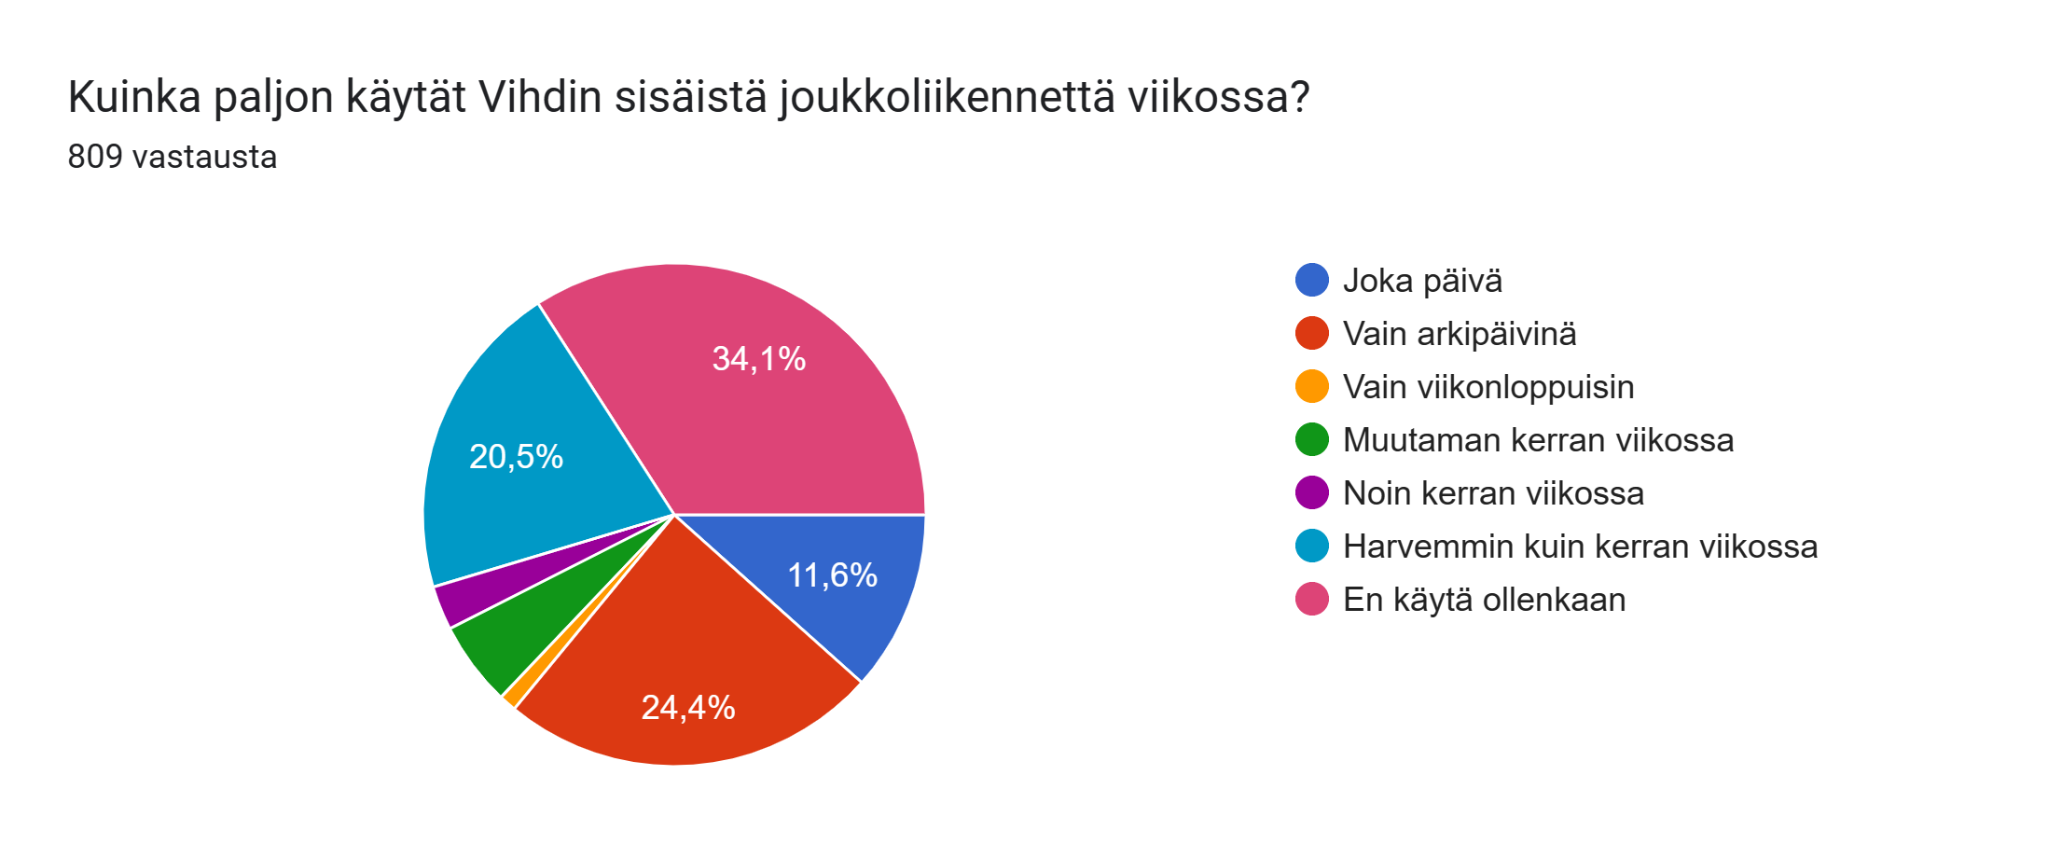 Kuinka paljon käytät Vihdin sisäistä joukkoliikennettä viikossa?
809 vastausta
34,1%
20,5%
11,6%
24,4%
Joka päivä
Vain arkipäivinä
Vain viikonloppuisin
Muutaman kerran viikossa
Noin kerran viikossa
Harvemmin kuin kerran viikossa
En käytä ollenkaan